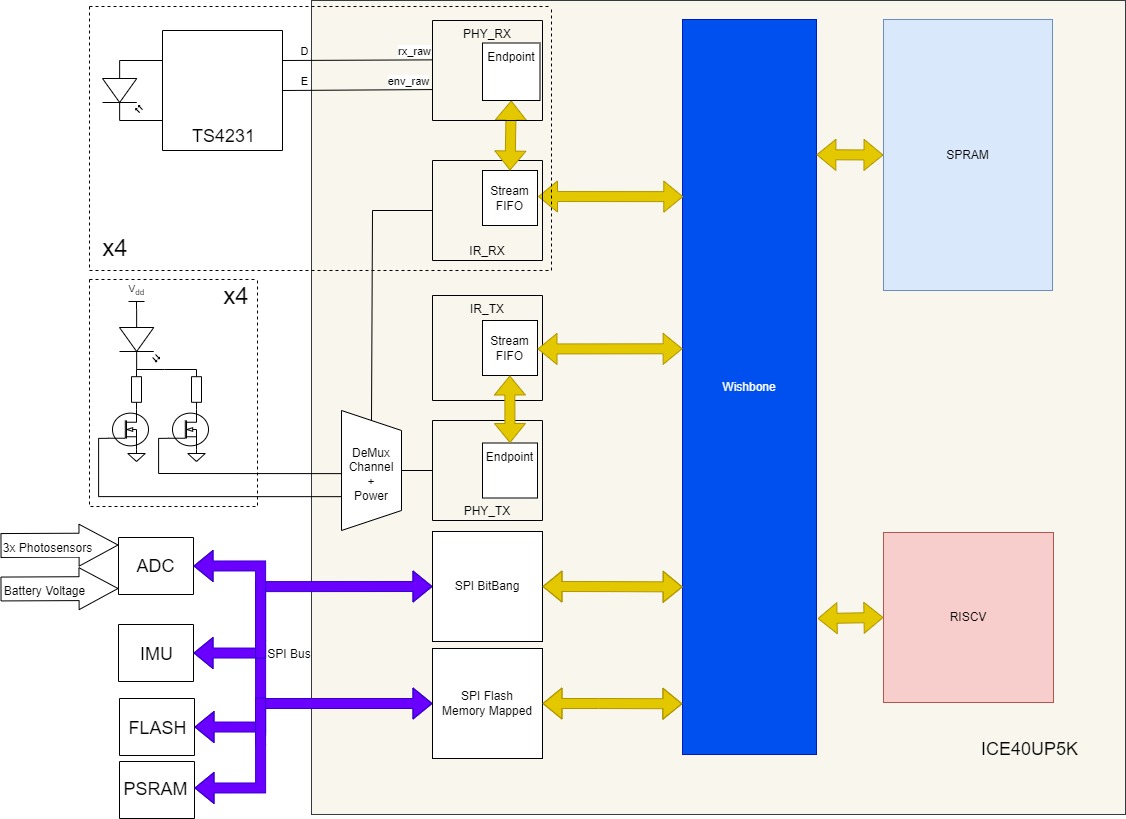 PHY_RX
Endpoint
D
rx_raw
E
env_raw
TS4231
Stream
FIFO
IR_RX
x4
SPRAM
Vdd
x4
IR_TX
Stream
FIFO
Wishbone
DeMux
Channel
+
Power
Endpoint
PHY_TX
3x Photosensors
Battery Voltage
ADC
SPI BitBang
RISCV
IMU
SPI Bus
SPI Flash
Memory Mapped
FLASH
PSRAM
ICE40UP5K